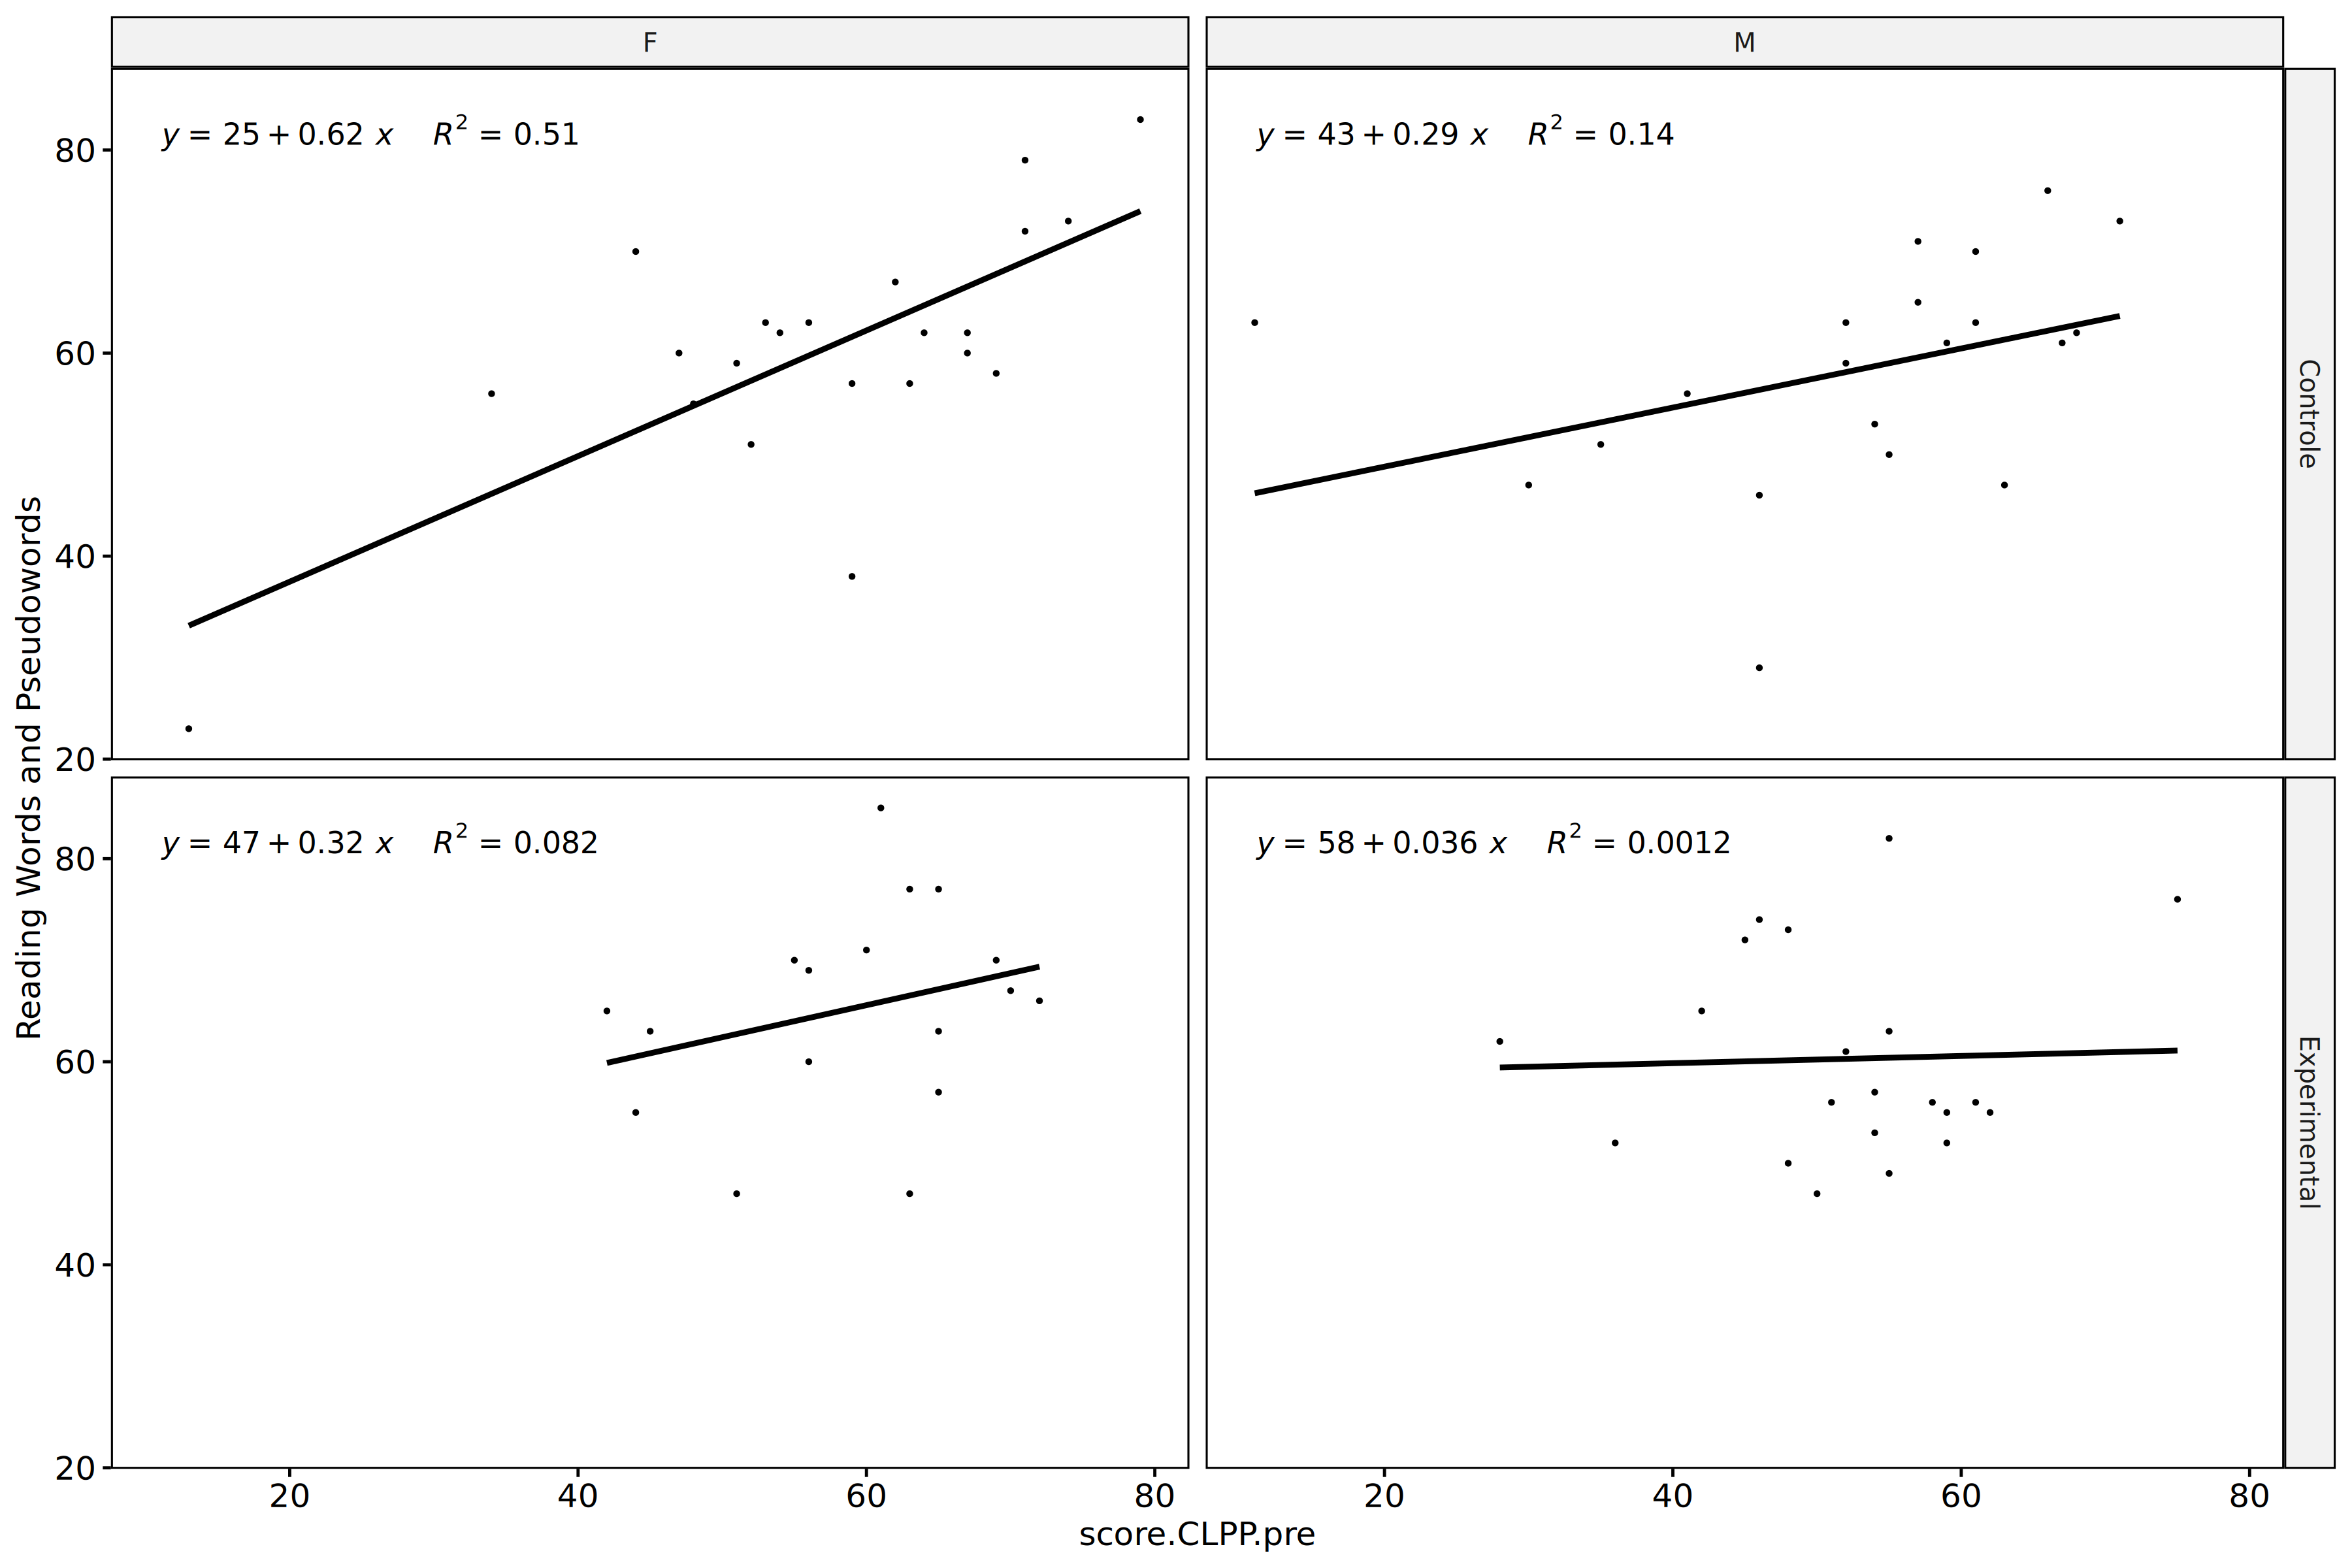 F
M
y = 25 + 0.62 x R² = 0.51
y = 43 + 0.29 x R² = 0.14
Controle
80
60
40
20
y = 47 + 0.32 x R² = 0.082
y = 58 + 0.036 x R² = 0.0012
Experimental
80
60
40
20
Reading Words and Pseudowords
20 40 60 80
20 40 60 80
score.CLPP.pre